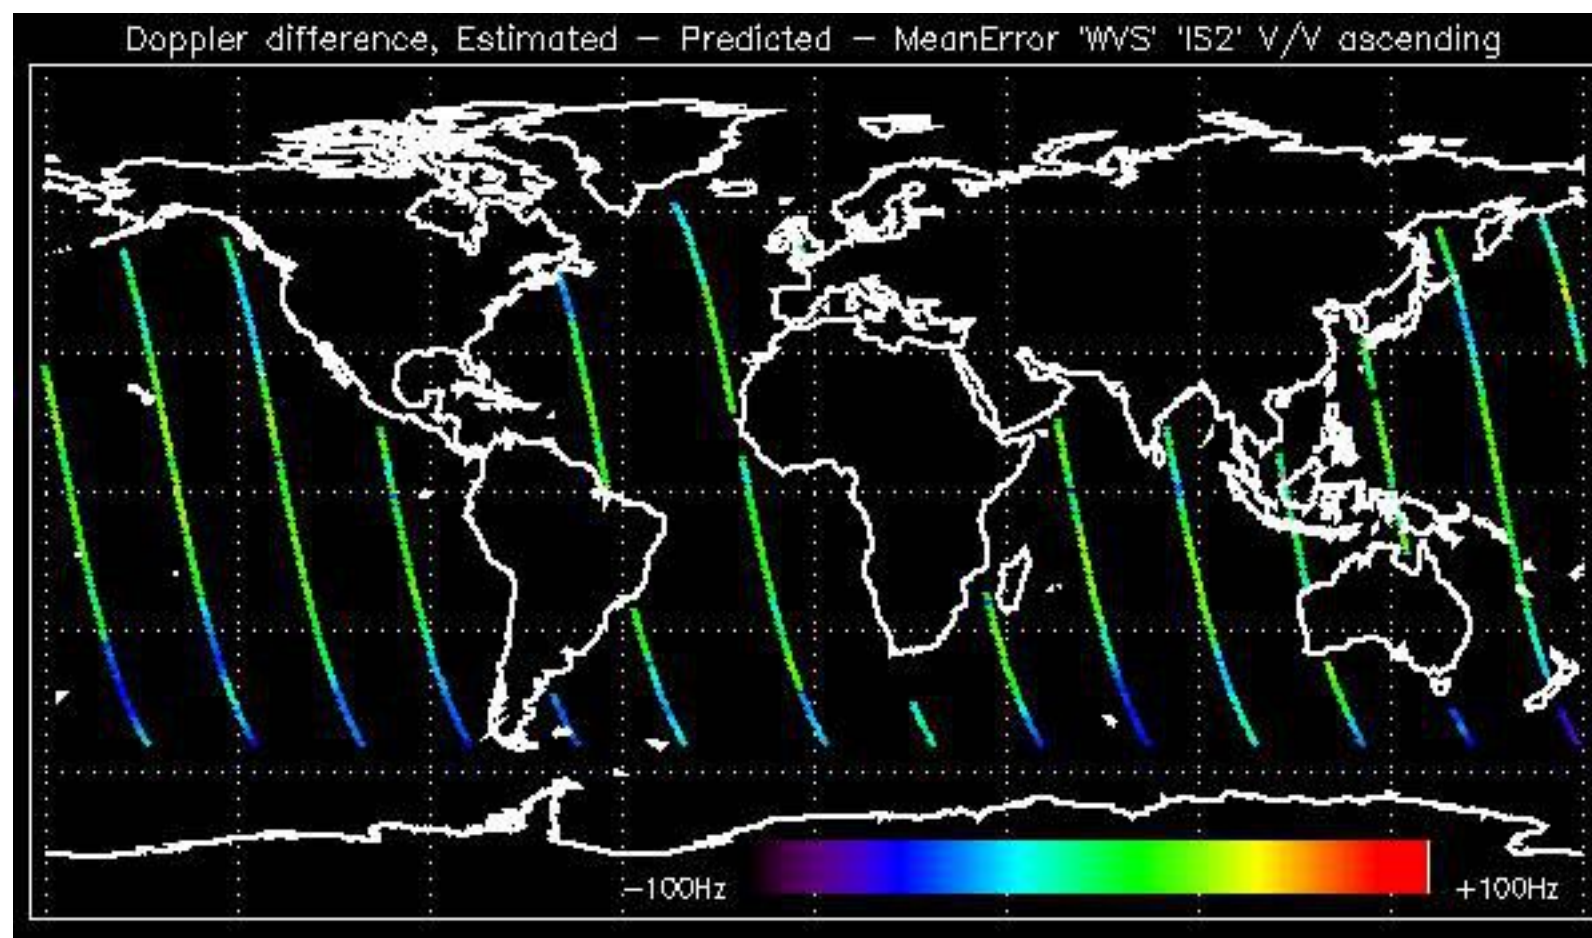 Doppler difference, Estimated – Predicted – MeanError 'WVS' 'IS2' V/V ascending
−100Hz
+100Hz